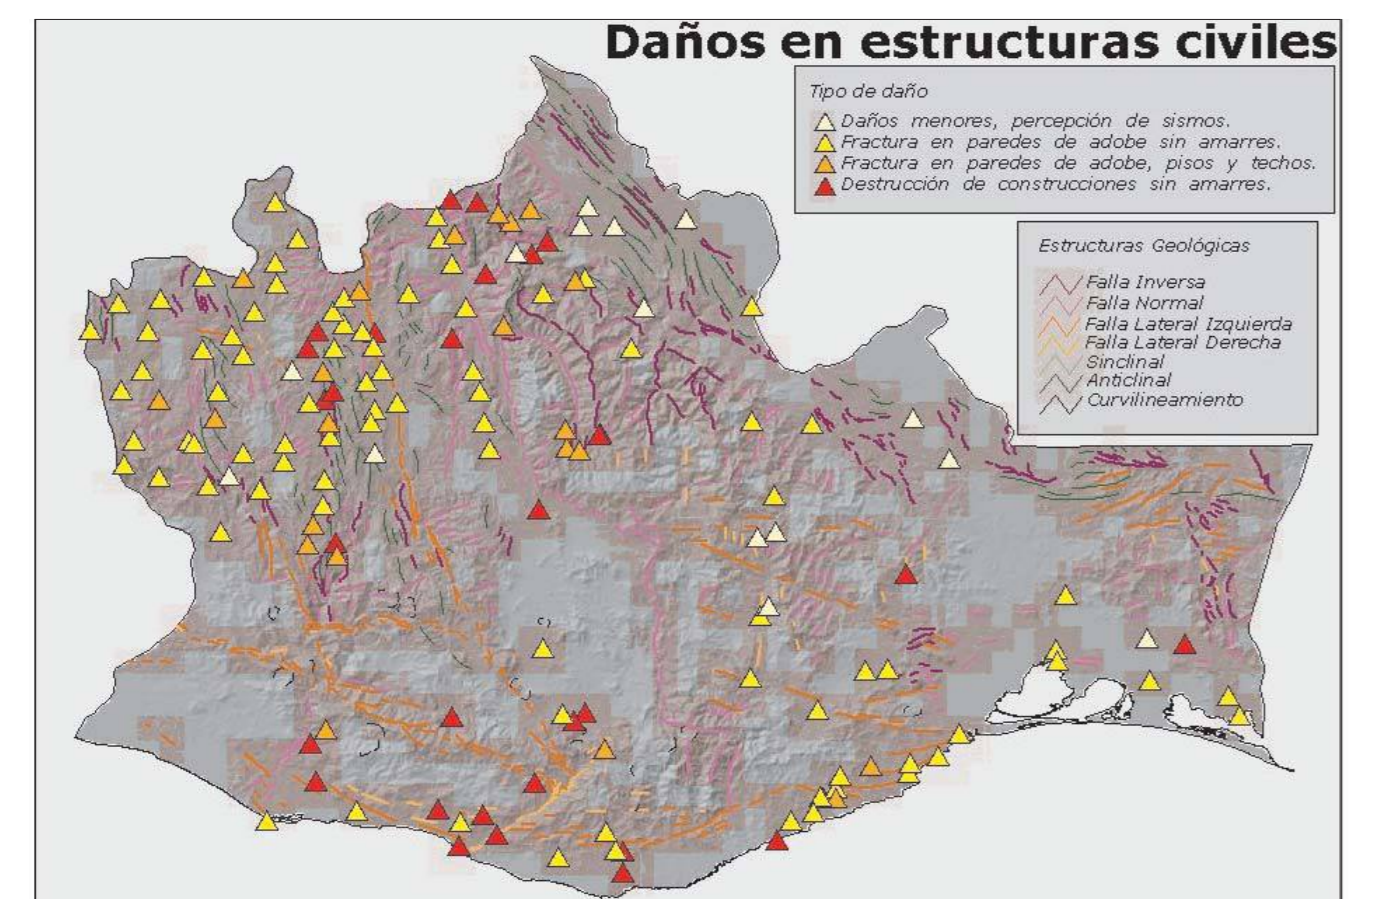 Daños en estructuras civiles
Tipo de daño
Daños menores, percepción de sismos.
Fractura en paredes de adobe sin amarres.
Fractura en paredes de adobe, pisos y techos.
Destrucción de construcciones sin amarres.
Estructuras Geológicas
Falla Inversa
Falla Normal
Falla Lateral Izquierda
Falla Lateral Derecha
Sinclinal
Anticlinal
Curvilineamiento